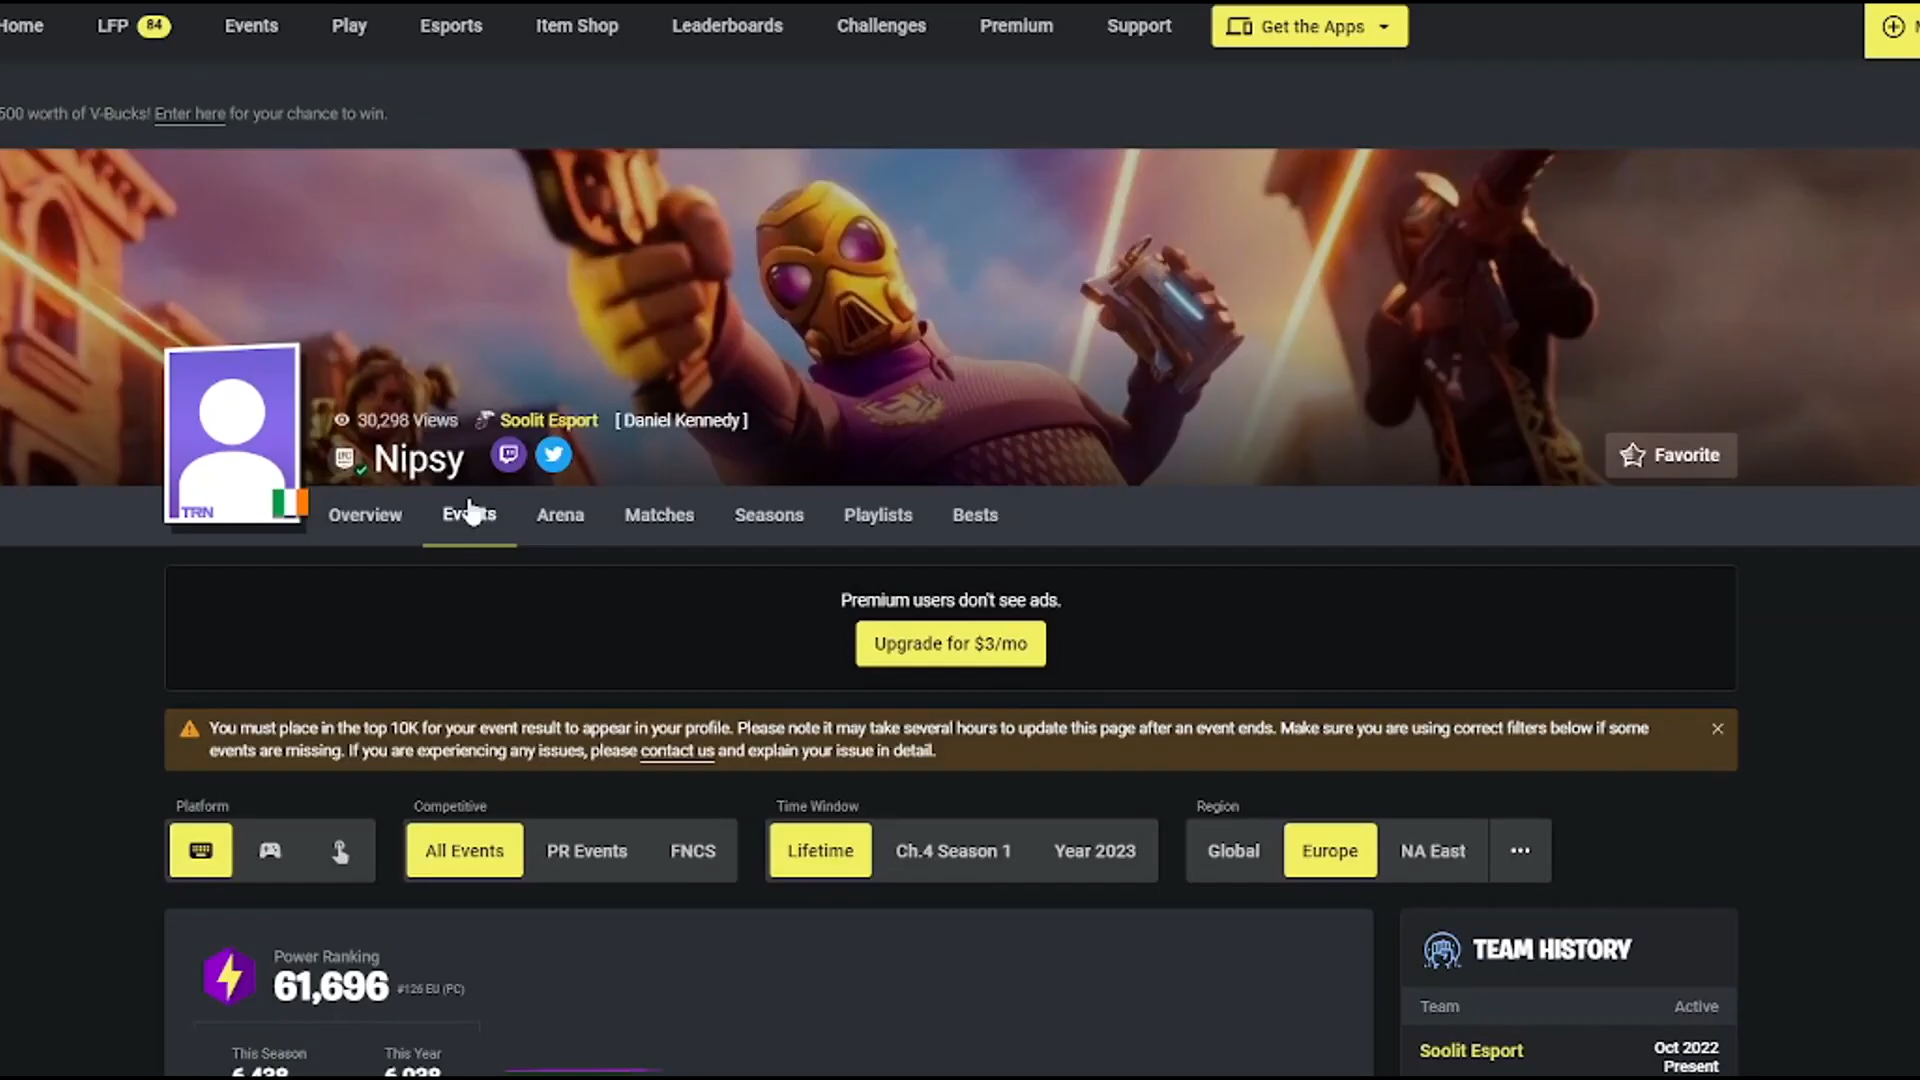 Home LFP 84 Events Play Esports Item Shop Leaderboards Challenges Premium Support Get the Apps
500 worth of V-Bucks! Enter here for your chance to win.
30,298 Views Soolit Esport [ Daniel Kennedy ]
Nipsy
Favorite
TRN
Overview Events Arena Matches Seasons Playlists Bests
Premium users don't see ads.
Upgrade for $3/mo
You must place in the top 10K for your event result to appear in your profile. Please note it may take several hours to update this page after an event ends. Make sure you are using correct filters below if some
events are missing. If you are experiencing any issues, please contact us and explain your issue in detail.
Platform Competitive Time Window Region
All Events PR Events FNCS Lifetime Ch.4 Season 1 Year 2023 Global Europe NA East
Power Ranking
61,696 #126 EU (PC)
This Season This Year
6,438 6,038
TEAM HISTORY
Team Active
Soolit Esport Oct 2022
Present